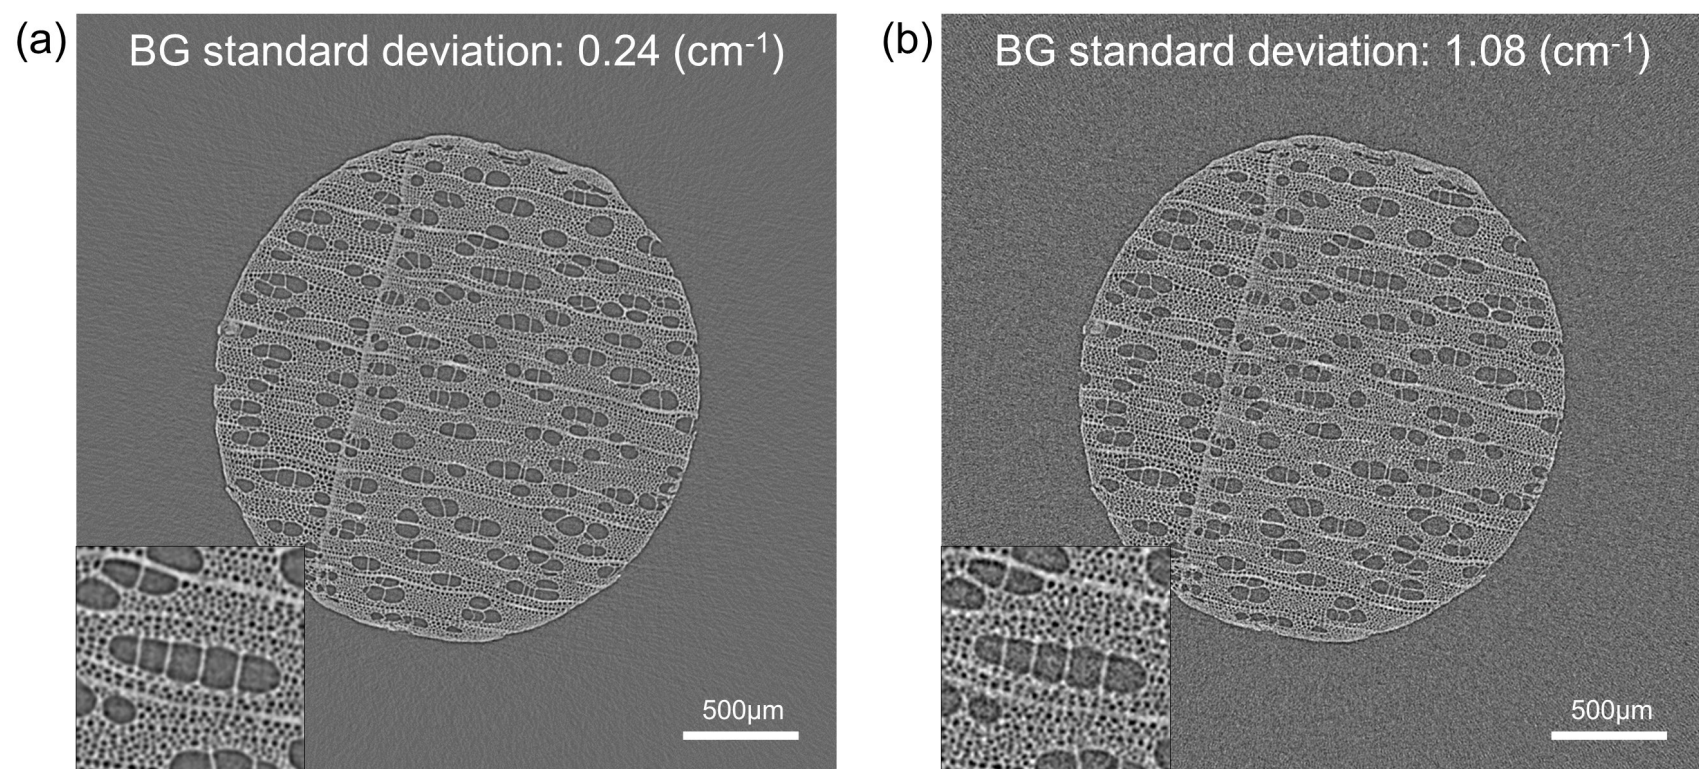 (a)
BG standard deviation: 0.24 (cm⁻¹)
500µm
(b)
BG standard deviation: 1.08 (cm⁻¹)
500µm